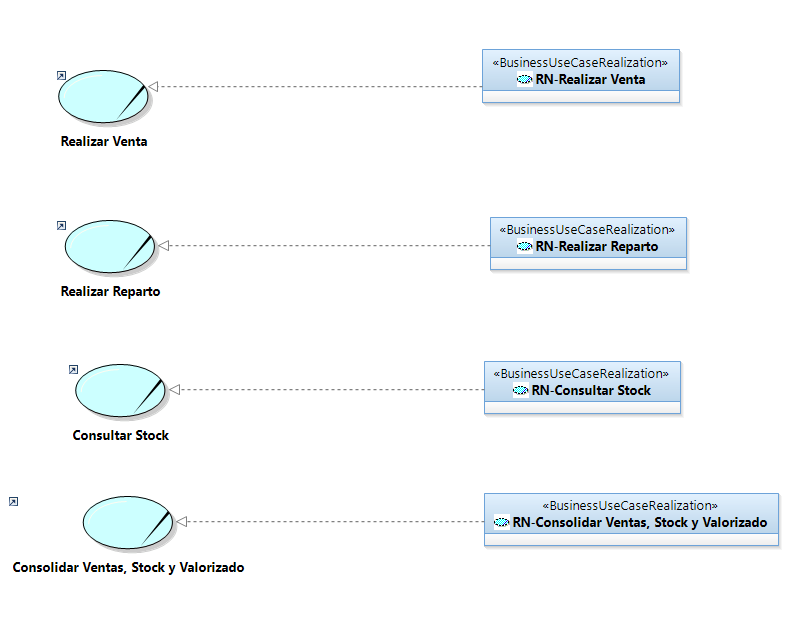 «BusinessUseCaseRealization»
RN-Realizar Venta
Realizar Venta
«BusinessUseCaseRealization»
RN-Realizar Reparto
Realizar Reparto
«BusinessUseCaseRealization»
RN-Consultar Stock
Consultar Stock
«BusinessUseCaseRealization»
RN-Consolidar Ventas, Stock y Valorizado
Consolidar Ventas, Stock y Valorizado